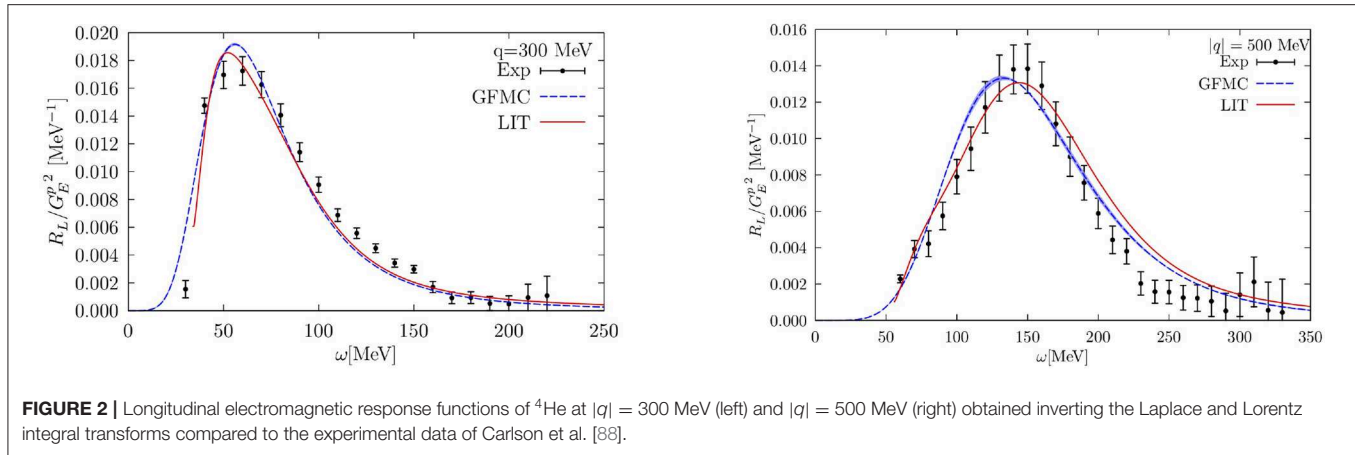 0.020
0.018
0.016
0.014
0.012
0.010
0.008
0.006
0.004
0.002
0.000
R_L/G_E^p 2 [MeV−1]
q=300 MeV
Exp
GFMC
LIT
0 50 100 150 200 250
ω[MeV]
0.016
0.014
0.012
0.010
0.008
0.006
0.004
0.002
0.000
R_L/G_E^p 2 [MeV−1]
|q| = 500 MeV
Exp
GFMC
LIT
0 50 100 150 200 250 300 350
ω[MeV]
FIGURE 2 | Longitudinal electromagnetic response functions of 4He at |q| = 300 MeV (left) and |q| = 500 MeV (right) obtained inverting the Laplace and Lorentz
integral transforms compared to the experimental data of Carlson et al. [88].